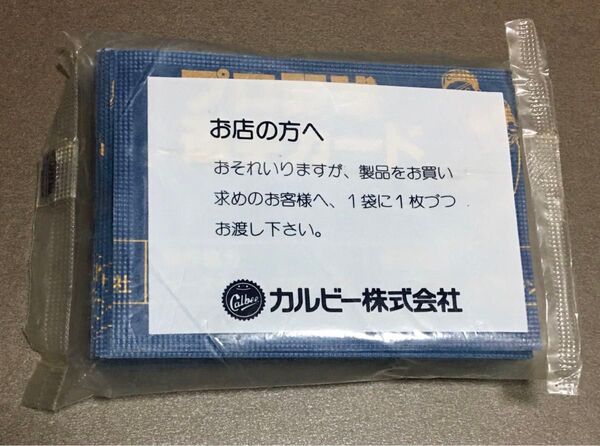 お店の方へ
おそれいりますが、製品をお買い
求めのお客様へ、1袋に1枚づつ
お渡し下さい。
Calbee カルビー株式会社
社